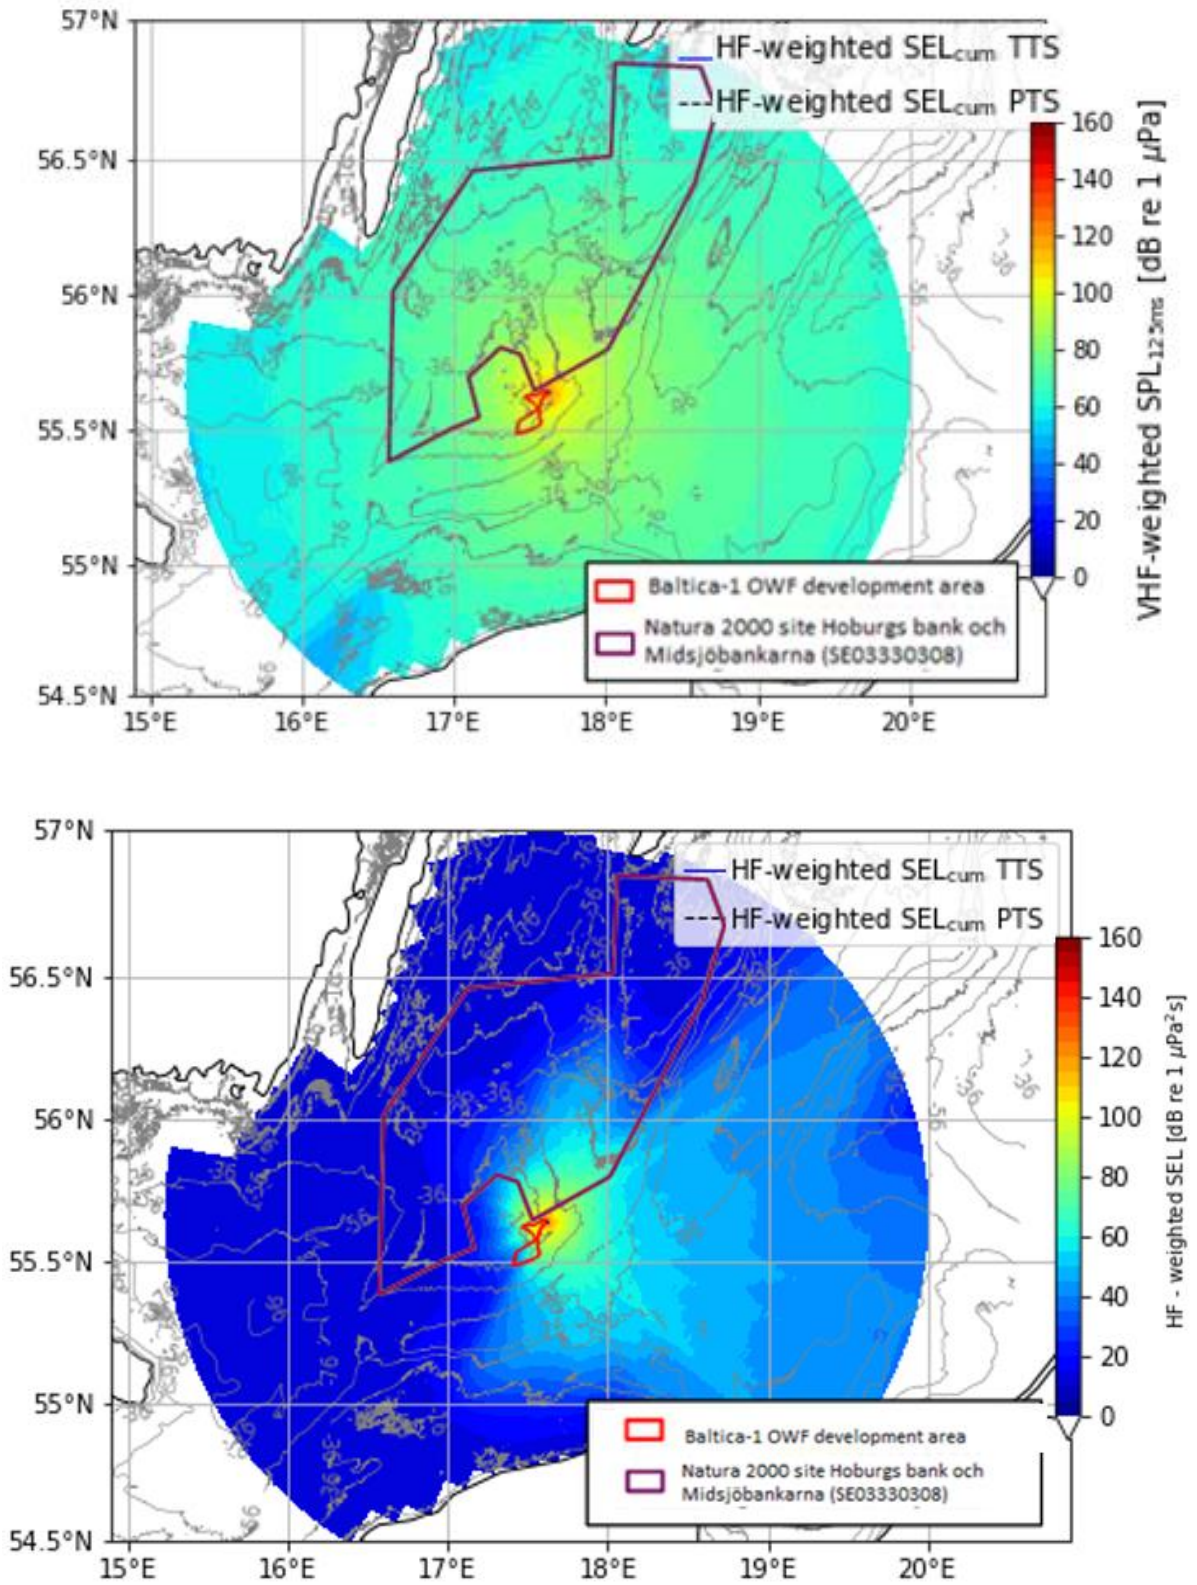 57°N
HF-weighted SELcum TTS
HF-weighted SELcum PTS
56.5°N
56°N
55.5°N
55°N
54.5°N
15°E 16°E 17°E 18°E 19°E 20°E
160
140
120
100
80
60
40
20
0
VHF-weighted SPL125ms [dB re 1 µPa]
Baltica-1 OWF development area
Natura 2000 site Hoburgs bank och
Midsjöbankarna (SE03330308)
57°N
HF-weighted SELcum TTS
HF-weighted SELcum PTS
56.5°N
56°N
55.5°N
55°N
54.5°N
15°E 16°E 17°E 18°E 19°E 20°E
160
140
120
100
80
60
40
20
0
HF - weighted SEL [dB re 1 µPa²s]
Baltica-1 OWF development area
Natura 2000 site Hoburgs bank och
Midsjöbankarna (SE03330308)